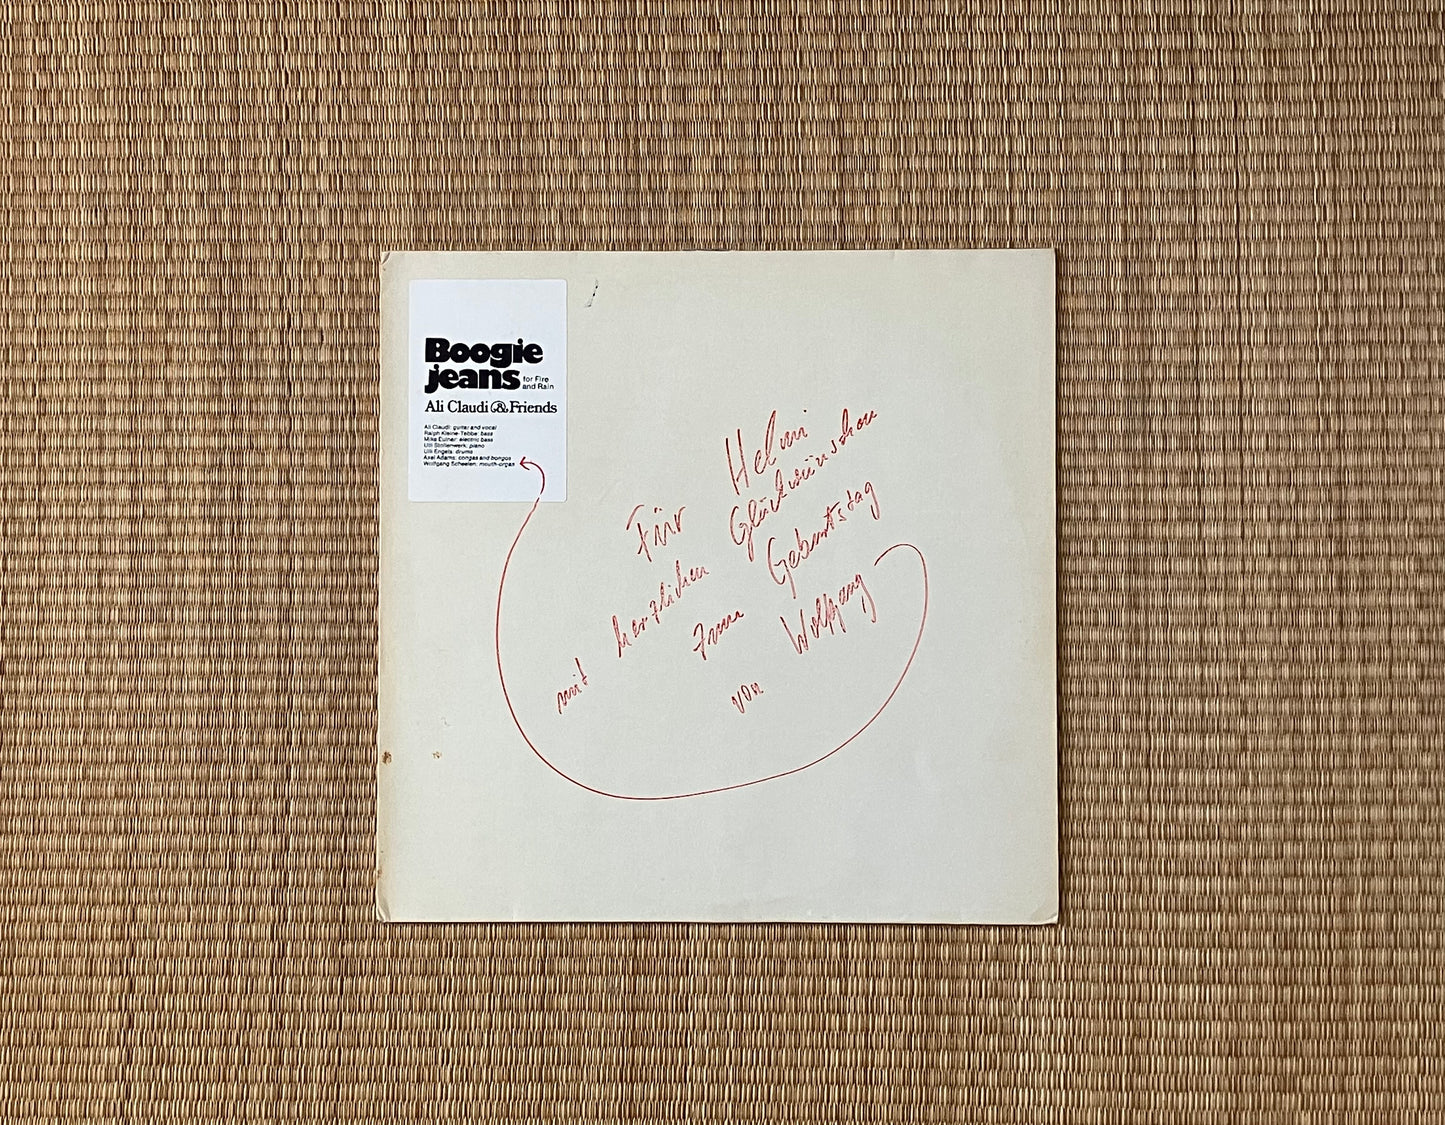 Boogie
jeans for Fire
and Rain
Ali Claudi & Friends
Ali Claudi: guitar and vocal
Ralph Kleine-Tebbe: bass
Mike Eulner: electric bass
Ulli Stollenwerk: piano
Ulli Engels: drums
Axel Adams: congas and bongos
Wolfgang Scheelen: mouth-organ
Für Helmi
mit herzlichen Glückwünschen
zum Geburtstag
von Wolfgang